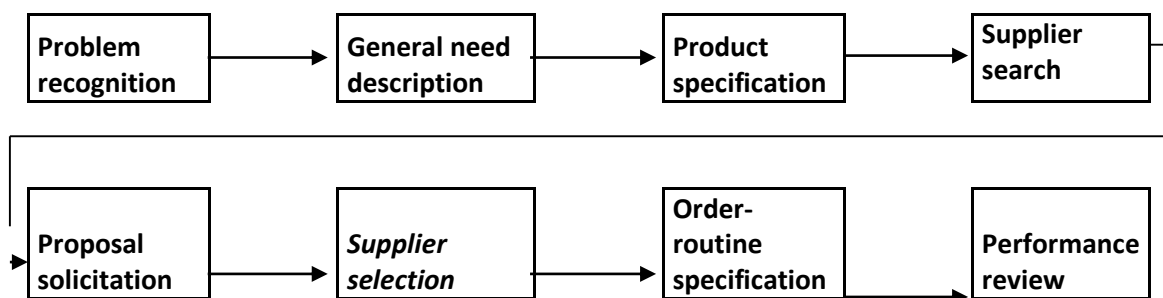 Problem
recognition
General need
description
Product
specification
Supplier
search
Proposal
solicitation
Supplier
selection
Order-
routine
specification
Performance
review